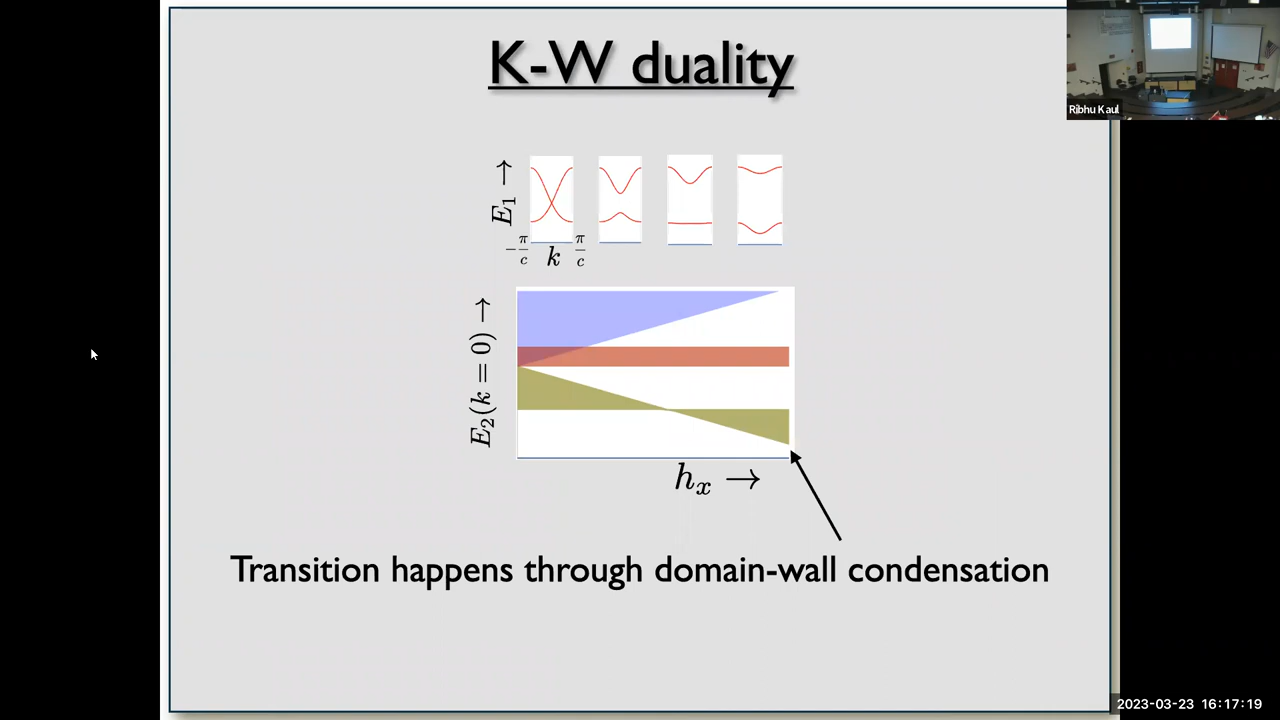 K-W duality
Ribhu Kaul
E₁ →
−π/c k π/c
E₂(k = 0) →
hₓ →
Transition happens through domain-wall condensation
2023-03-23 16:17:19